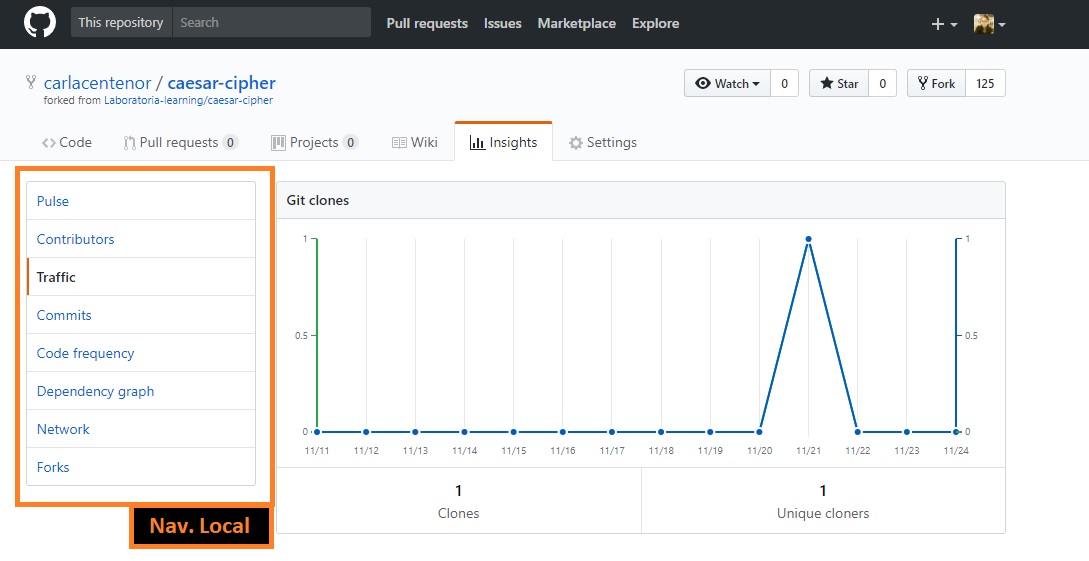 This repository Search Pull requests Issues Marketplace Explore
carlacentenor / caesar-cipher
Watch 0 Star 0 Fork 125
forked from Laboratoria-learning/caesar-cipher
Code Pull requests 0 Projects 0 Wiki Insights Settings
Pulse
Contributors
Traffic
Commits
Code frequency
Dependency graph
Network
Forks
Nav. Local
Git clones
1 1
0.5 0.5
0 0
11/11 11/12 11/13 11/14 11/15 11/16 11/17 11/18 11/19 11/20 11/21 11/22 11/23 11/24
1 1
Clones Unique cloners